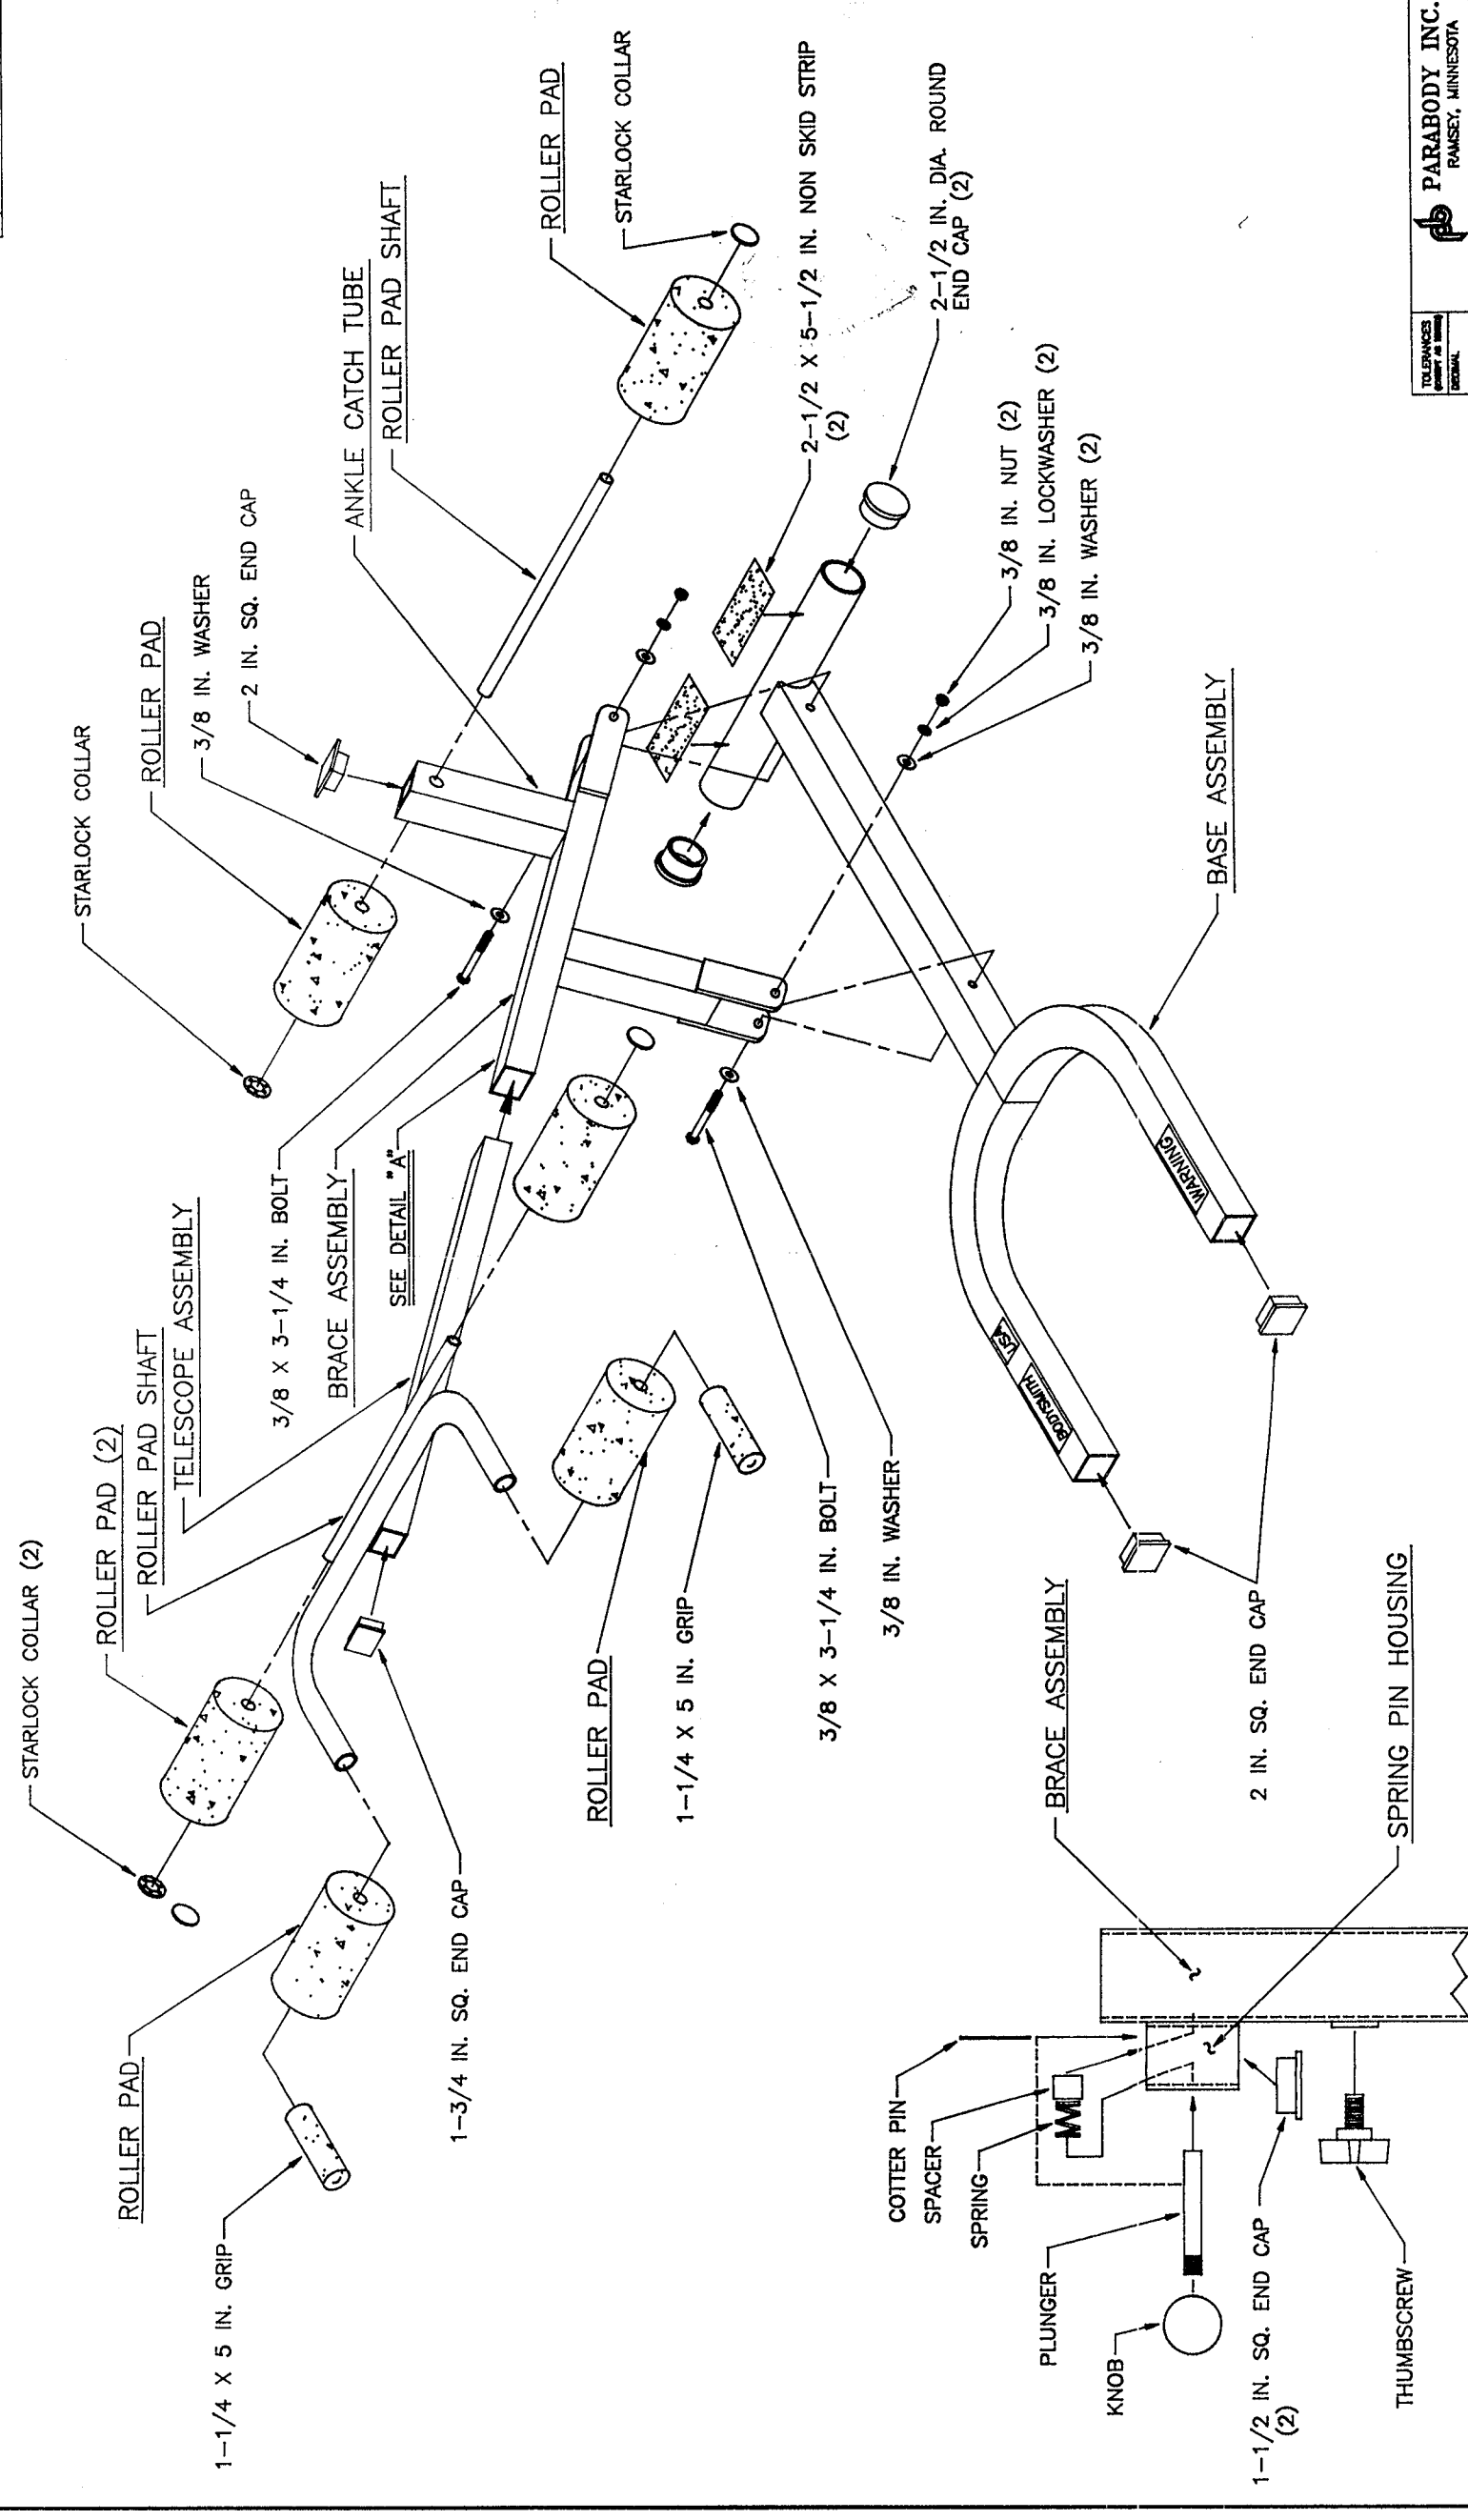 STARLOCK COLLAR (2)
ROLLER PAD (2)
ROLLER PAD SHAFT
TELESCOPE ASSEMBLY
3/8 X 3-1/4 IN. BOLT
BRACE ASSEMBLY
SEE DETAIL "A"
STARLOCK COLLAR
ROLLER PAD
3/8 IN. WASHER
2 IN. SQ. END CAP
ANKLE CATCH TUBE
ROLLER PAD SHAFT
ROLLER PAD
STARLOCK COLLAR
2-1/2 X 5-1/2 IN. NON SKID STRIP
(2)
2-1/2 IN. DIA. ROUND
END CAP (2)
3/8 IN. NUT (2)
3/8 IN. LOCKWASHER (2)
3/8 IN. WASHER (2)
BASE ASSEMBLY
WARNING
USA
BODYSMITH
ROLLER PAD
1-1/4 X 5 IN. GRIP
1-3/4 IN. SQ. END CAP
ROLLER PAD
1-1/4 X 5 IN. GRIP
3/8 X 3-1/4 IN. BOLT
3/8 IN. WASHER
2 IN. SQ. END CAP
BRACE ASSEMBLY
SPRING PIN HOUSING
COTTER PIN
SPACER
SPRING
PLUNGER
KNOB
1-1/2 IN. SQ. END CAP
(2)
THUMBSCREW
TOLERANCES
DECIMAL
PARABODY INC.
RAMSEY, MINNESOTA